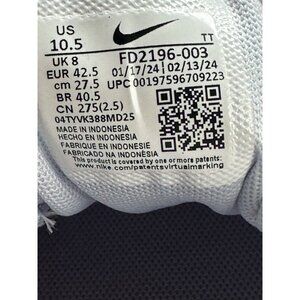 US
10.5
TT
UK 8 FD2196-003
EUR 42.5 01/17/24 | 02/13/24
cm 27.5 UPC00197596709223
BR 40.5
CN 275(2.5)
04TYVK388MD25
MADE IN INDONESIA
HECHO EN INDONESIA
FABRIQUE EN INDONESIE
FABRICADO NA INDONÉSIA
This product is covered by one or more patents:
www.nike.com/patentsvirtualmarking